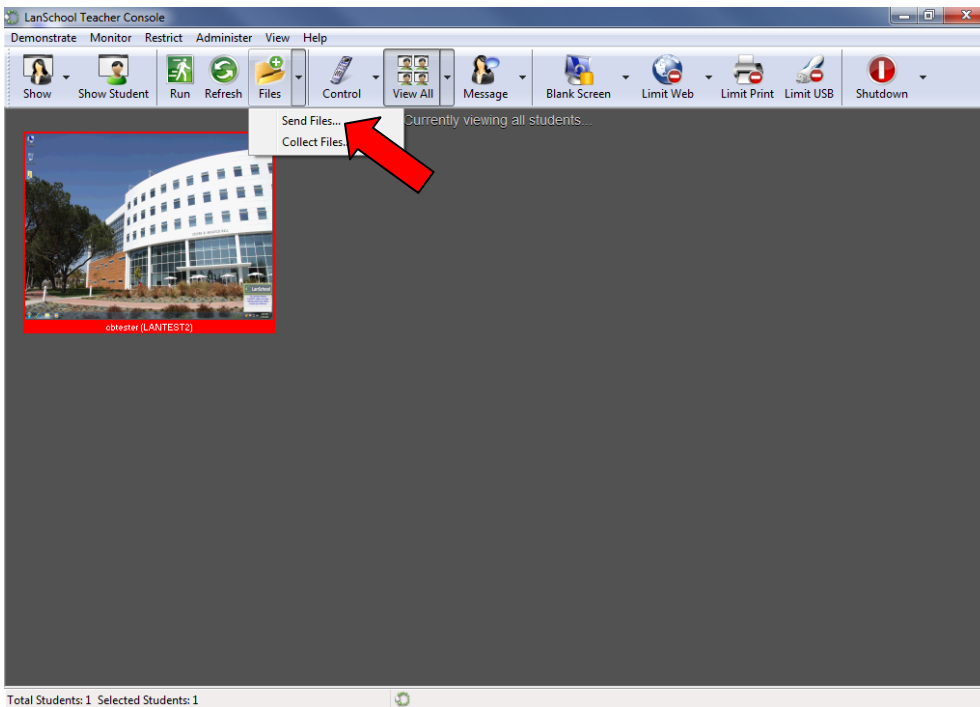 LanSchool Teacher Console
Demonstrate Monitor Restrict Administer View Help
Show Show Student Run Refresh Files Control View All Message Blank Screen Limit Web Limit Print Limit USB Shutdown
Send Files...
Currently viewing all students...
Collect Files...
LanSchool
cbtester (LANTEST2)
Total Students: 1 Selected Students: 1